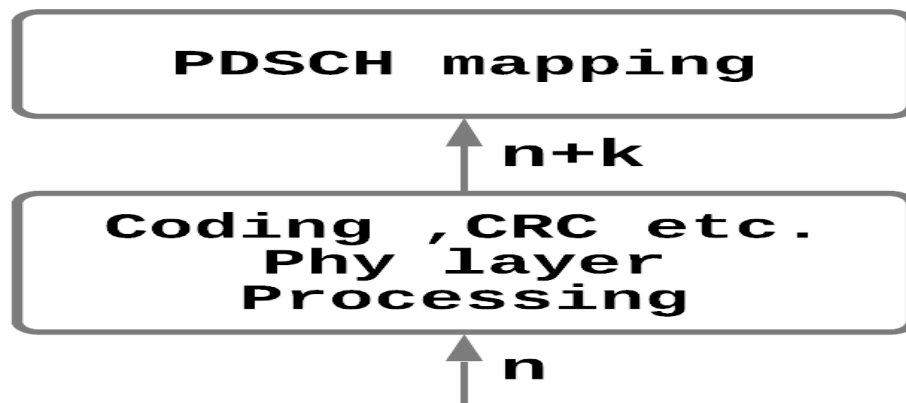 PDSCH mapping
n+k
Coding ,CRC etc.
Phy layer
Processing
n